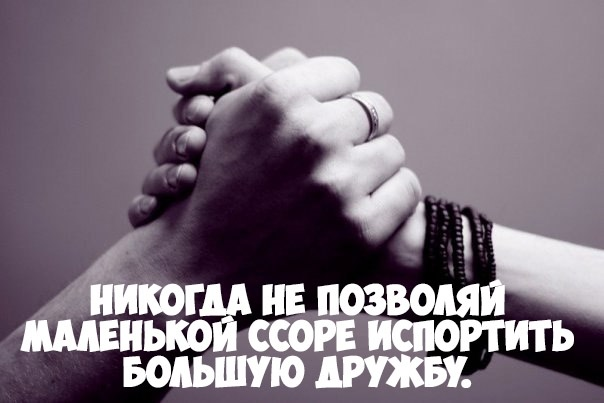 НИКОГДА НЕ ПОЗВОЛЯЙ
МАЛЕНЬКОЙ ССОРЕ ИСПОРТИТЬ
БОЛЬШУЮ ДРУЖБУ.